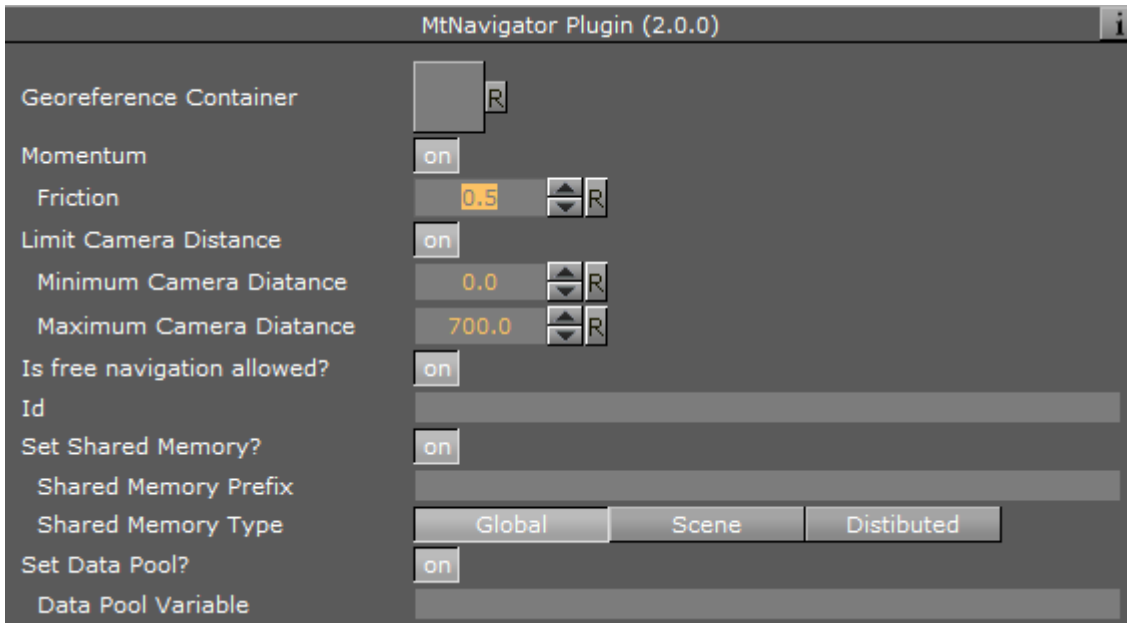 MtNavigator Plugin (2.0.0) i
Georeference Container R
Momentum on
Friction 0.5 R
Limit Camera Distance on
Minimum Camera Diatance 0.0 R
Maximum Camera Diatance 700.0 R
Is free navigation allowed? on
Id
Set Shared Memory? on
Shared Memory Prefix
Shared Memory Type Global Scene Distibuted
Set Data Pool? on
Data Pool Variable